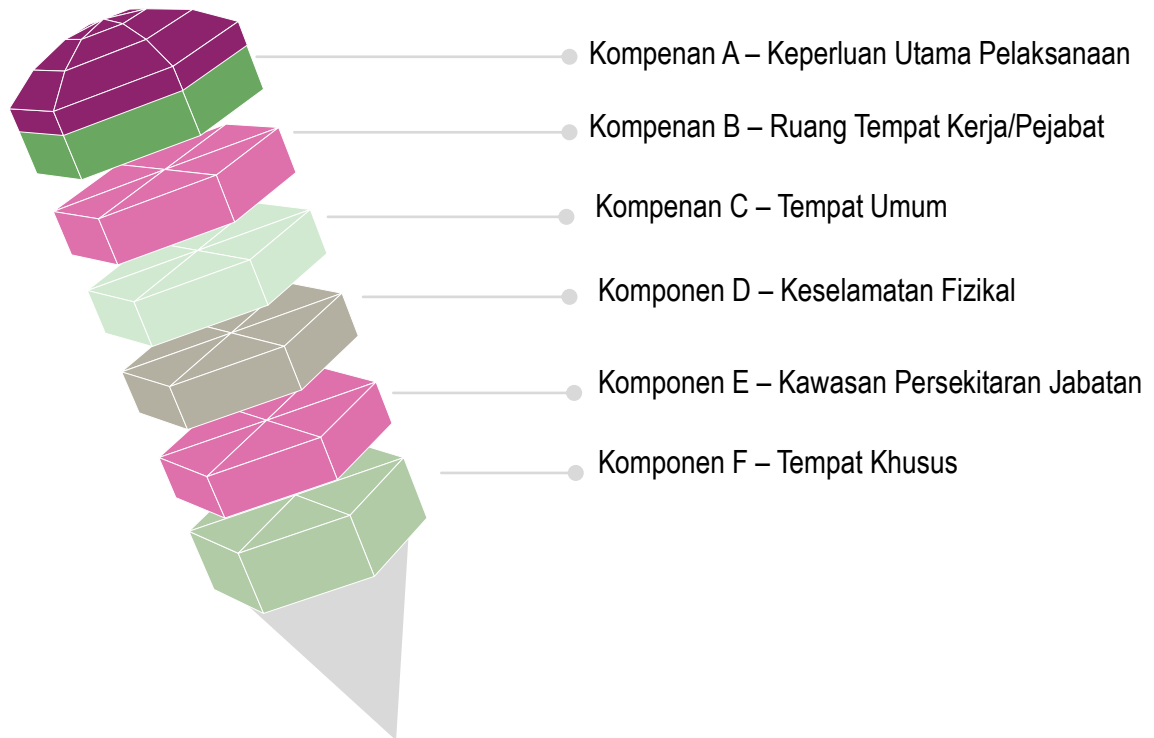 Kompenan A – Keperluan Utama Pelaksanaan
Kompenan B – Ruang Tempat Kerja/Pejabat
Kompenan C – Tempat Umum
Komponen D – Keselamatan Fizikal
Komponen E – Kawasan Persekitaran Jabatan
Komponen F – Tempat Khusus